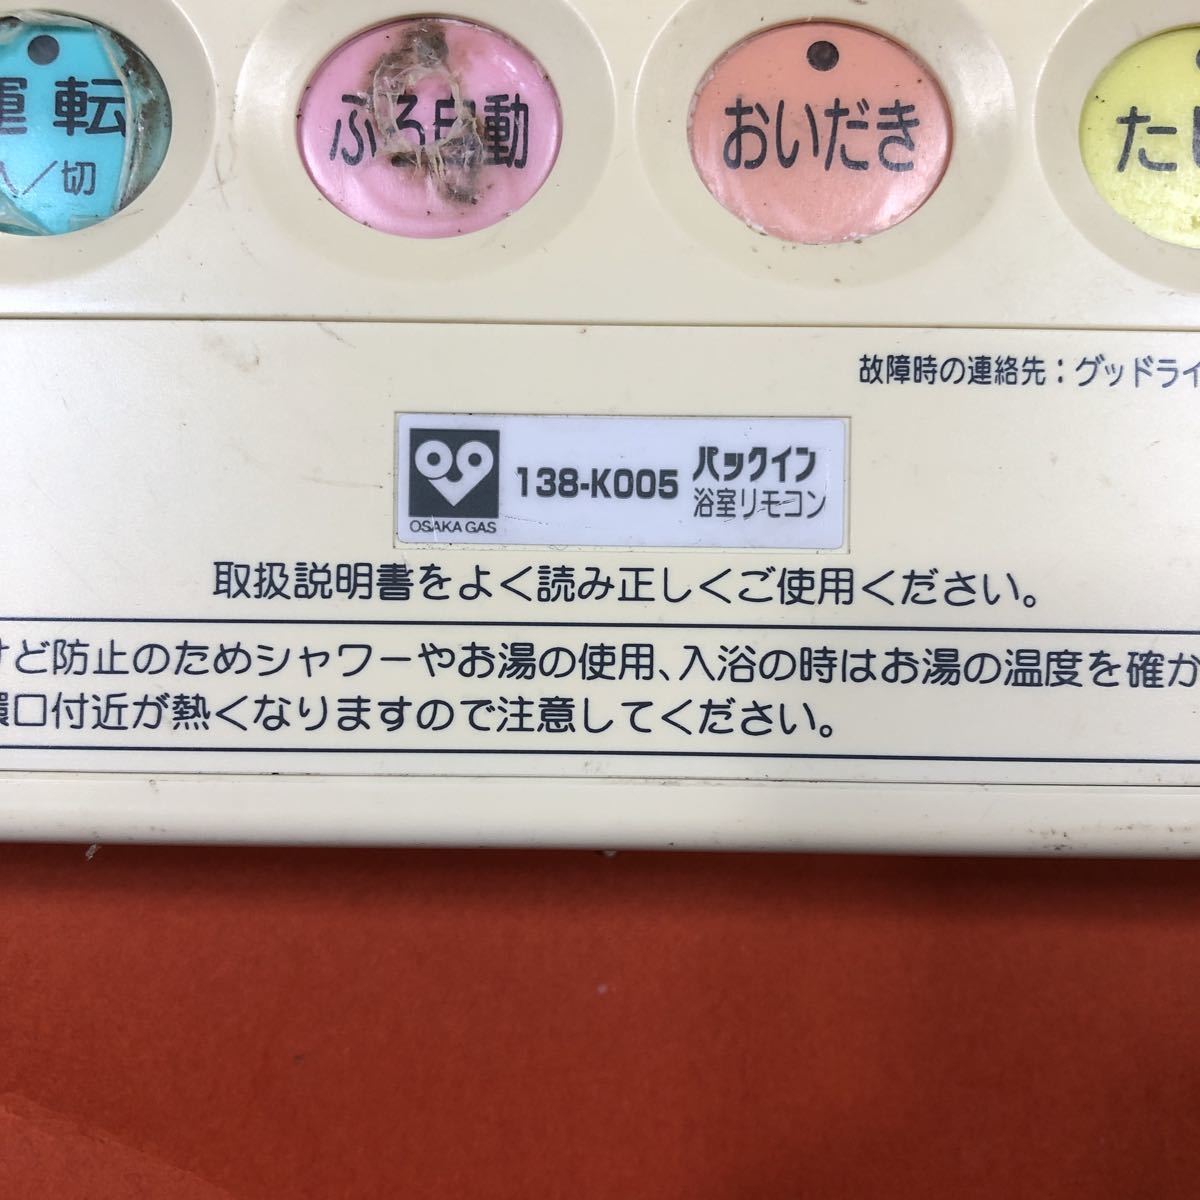 運転
入/切
ふろ自動
おいだき
た
故障時の連絡先：グッドライ
OSAKA GAS
138-K005
パックイン
浴室リモコン
取扱説明書をよく読み正しくご使用ください。
けど防止のためシャワーやお湯の使用、入浴の時はお湯の温度を確か
環口付近が熱くなりますので注意してください。